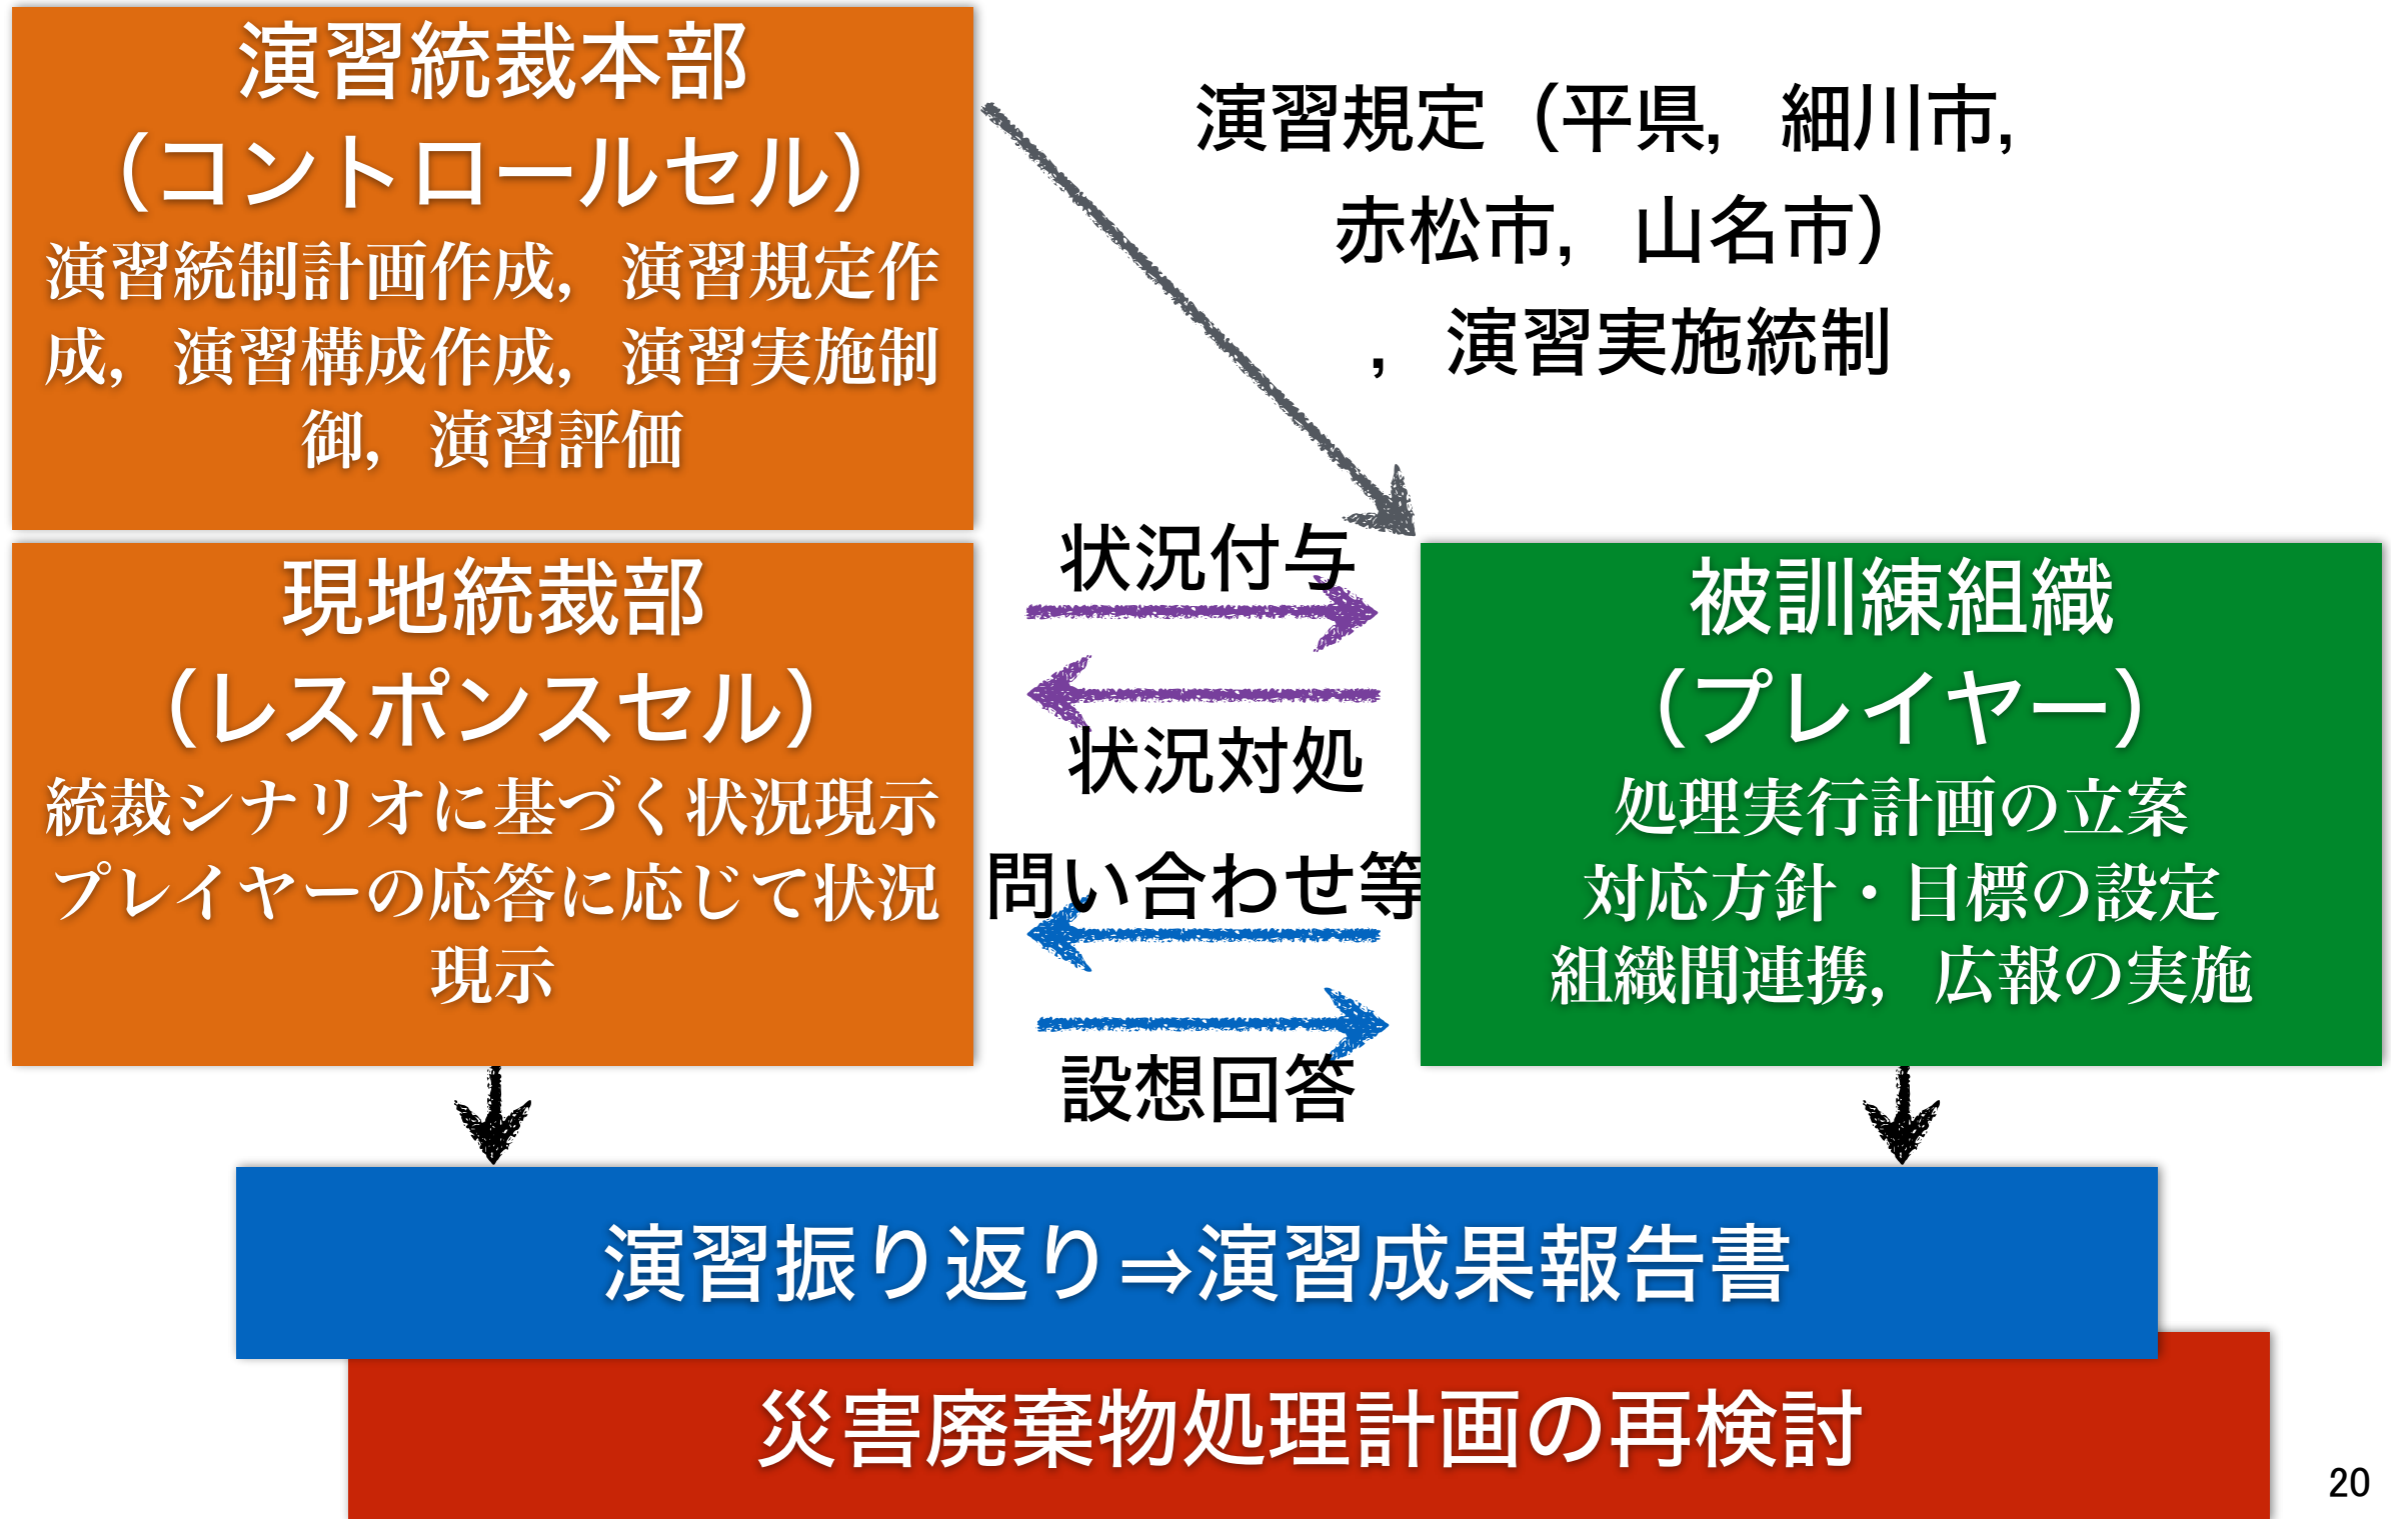 演習統裁本部
（コントロールセル）
演習統制計画作成，演習規定作
成，演習構成作成，演習実施制
御，演習評価
演習規定（平県，細川市，
赤松市，山名市）
，演習実施統制
現地統裁部
（レスポンスセル）
統裁シナリオに基づく状況現示
プレイヤーの応答に応じて状況
現示
状況付与
状況対処
問い合わせ等
設想回答
被訓練組織
（プレイヤー）
処理実行計画の立案
対応方針・目標の設定
組織間連携，広報の実施
演習振り返り⇒演習成果報告書
災害廃棄物処理計画の再検討
20